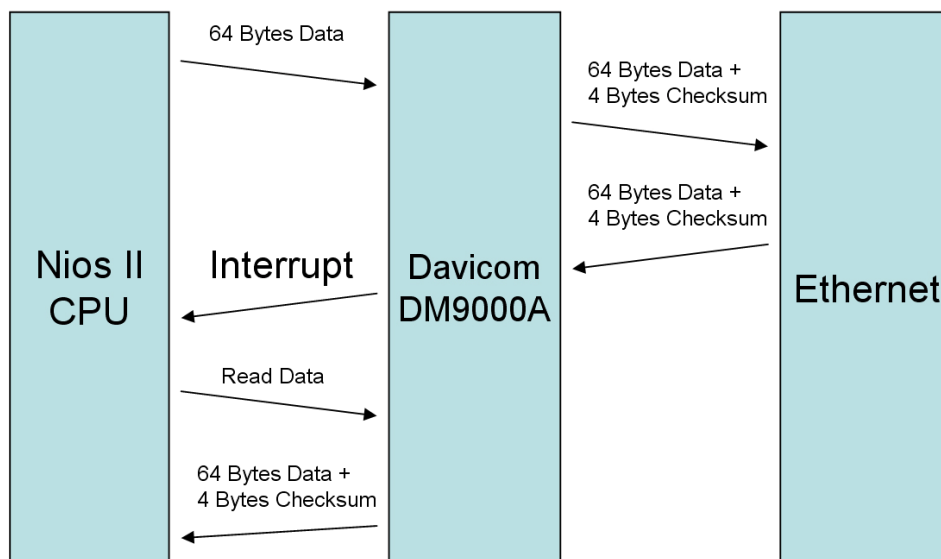 64 Bytes Data
64 Bytes Data +
4 Bytes Checksum
64 Bytes Data +
4 Bytes Checksum
Nios II
CPU
Interrupt
Davicom
DM9000A
Ethernet
Read Data
64 Bytes Data +
4 Bytes Checksum